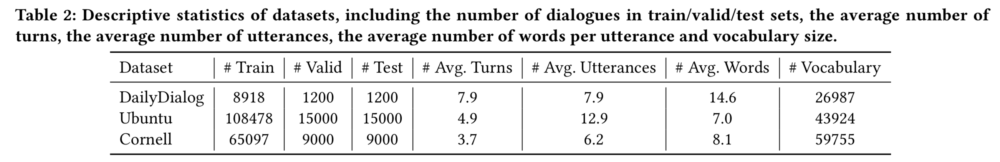 Table 2: Descriptive statistics of datasets, including the number of dialogues in train/valid/test sets, the average number of
turns, the average number of utterances, the average number of words per utterance and vocabulary size.
Dataset # Train # Valid # Test # Avg. Turns # Avg. Utterances # Avg. Words # Vocabulary
DailyDialog 8918 1200 1200 7.9 7.9 14.6 26987
Ubuntu 108478 15000 15000 4.9 12.9 7.0 43924
Cornell 65097 9000 9000 3.7 6.2 8.1 59755